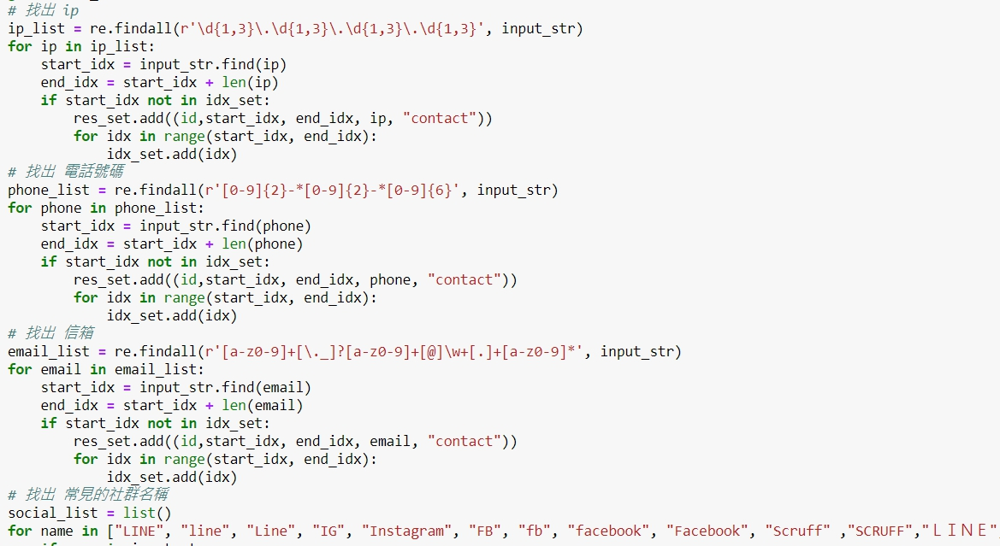 # 找出 ip
ip_list = re.findall(r'\d{1,3}\.\d{1,3}\.\d{1,3}\.\d{1,3}', input_str)
for ip in ip_list:
    start_idx = input_str.find(ip)
    end_idx = start_idx + len(ip)
    if start_idx not in idx_set:
        res_set.add((id,start_idx, end_idx, ip, "contact"))
        for idx in range(start_idx, end_idx):
            idx_set.add(idx)
# 找出 電話號碼
phone_list = re.findall(r'[0-9]{2}-*[0-9]{2}-*[0-9]{6}', input_str)
for phone in phone_list:
    start_idx = input_str.find(phone)
    end_idx = start_idx + len(phone)
    if start_idx not in idx_set:
        res_set.add((id,start_idx, end_idx, phone, "contact"))
        for idx in range(start_idx, end_idx):
            idx_set.add(idx)
# 找出 信箱
email_list = re.findall(r'[a-z0-9]+[\._]?[a-z0-9]+[@]\w+[.]+[a-z0-9]*', input_str)
for email in email_list:
    start_idx = input_str.find(email)
    end_idx = start_idx + len(email)
    if start_idx not in idx_set:
        res_set.add((id,start_idx, end_idx, email, "contact"))
        for idx in range(start_idx, end_idx):
            idx_set.add(idx)
# 找出 常見的社群名稱
social_list = list()
for name in ["LINE", "line", "Line", "IG", "Instagram", "FB", "fb", "facebook", "Facebook", "Scruff" ,"SCRUFF","ＬＩＮＥ",